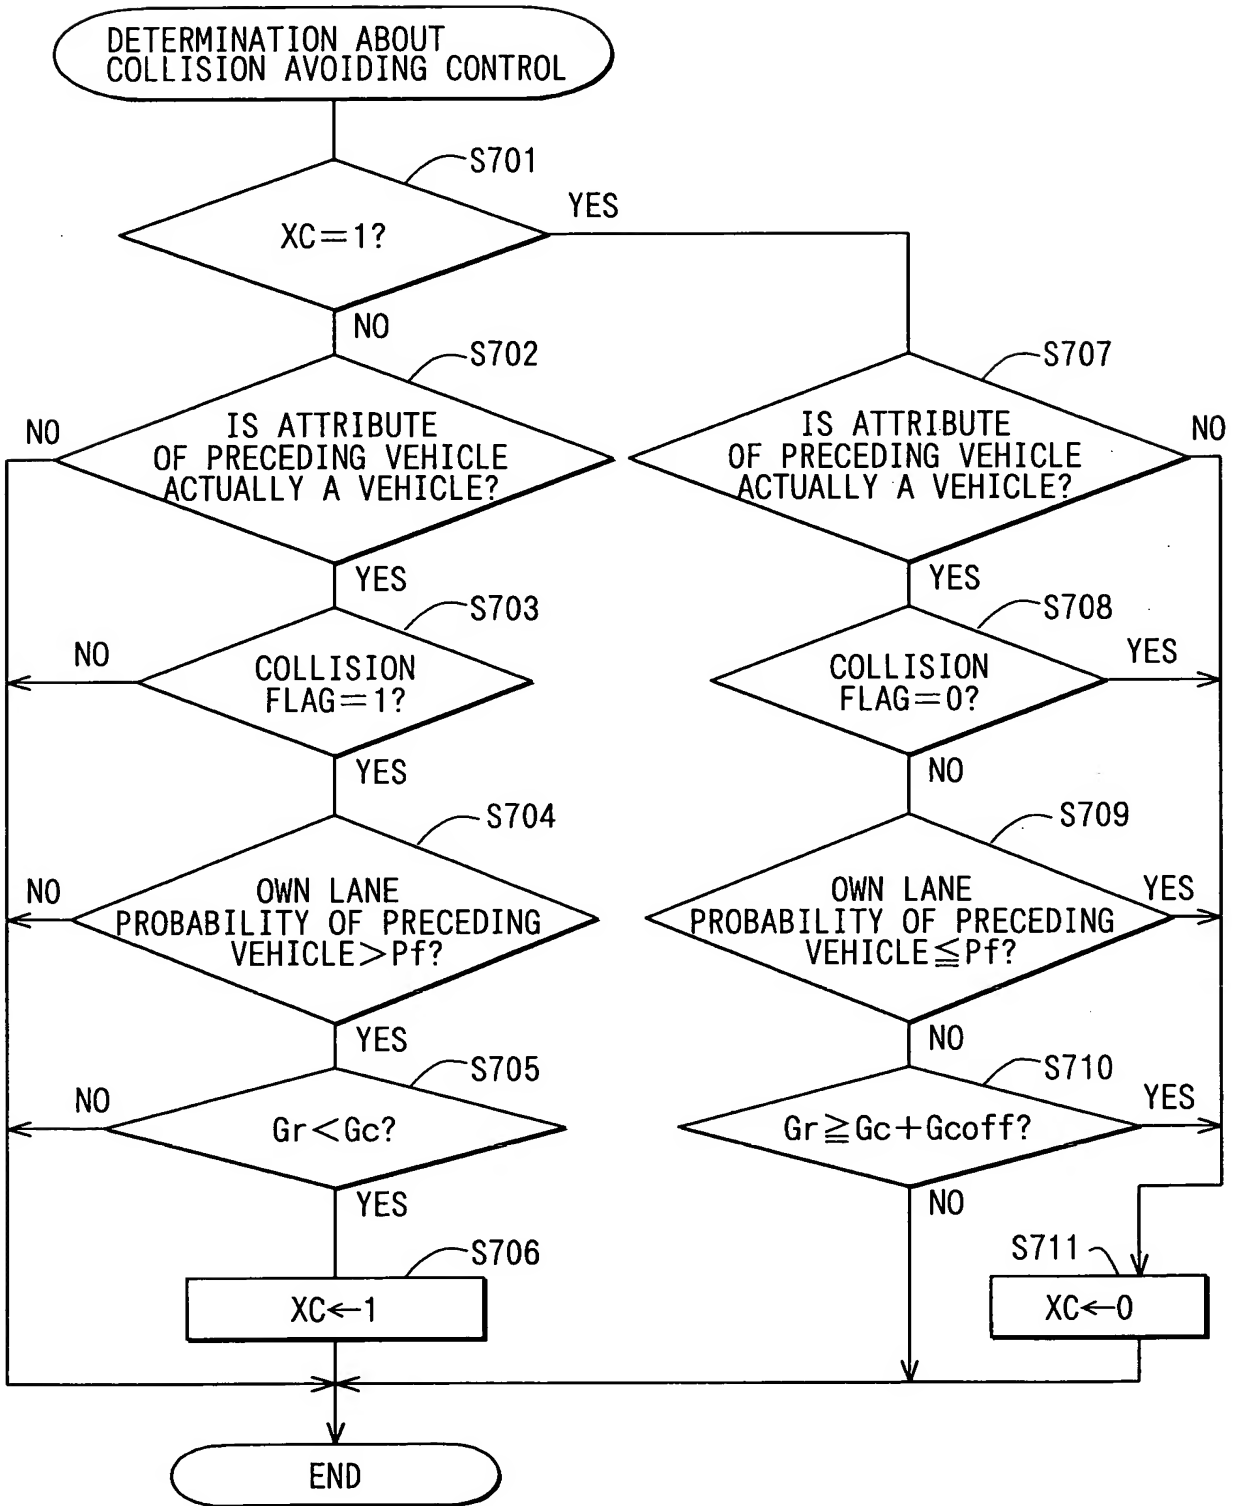 DETERMINATION ABOUT
COLLISION AVOIDING CONTROL
S701
XC=1?
YES
NO
S702
IS ATTRIBUTE
OF PRECEDING VEHICLE
ACTUALLY A VEHICLE?
NO
YES
S703
COLLISION
FLAG=1?
NO
YES
S704
OWN LANE
PROBABILITY OF PRECEDING
VEHICLE>Pf?
NO
YES
S705
Gr<Gc?
NO
YES
S706
XC←1
S707
IS ATTRIBUTE
OF PRECEDING VEHICLE
ACTUALLY A VEHICLE?
NO
YES
S708
COLLISION
FLAG=0?
YES
NO
S709
OWN LANE
PROBABILITY OF PRECEDING
VEHICLE≦Pf?
YES
NO
S710
Gr≧Gc+Gcoff?
YES
NO
S711
XC←0
END